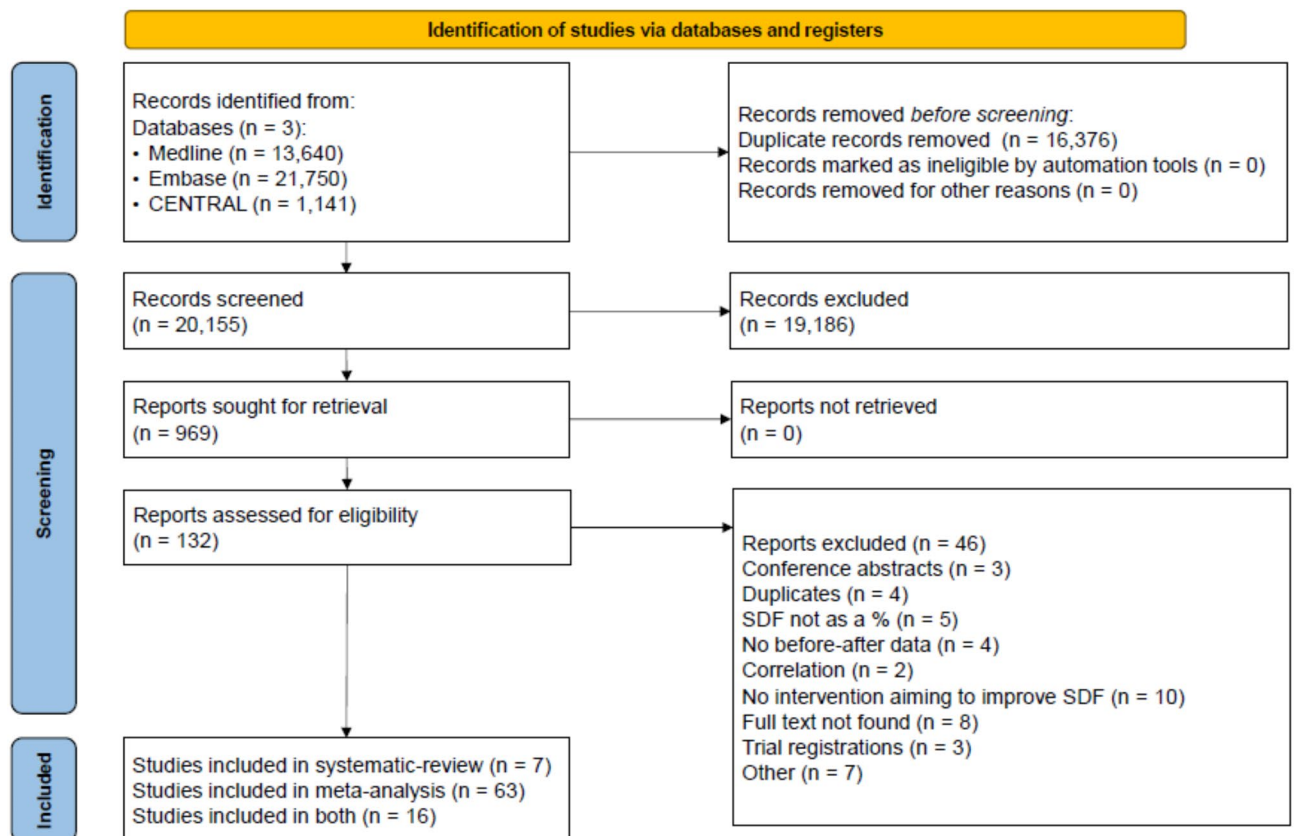 Identification of studies via databases and registers
Identification
Records identified from:
Databases (n = 3):
• Medline (n = 13,640)
• Embase (n = 21,750)
• CENTRAL (n = 1,141)
Records removed before screening:
Duplicate records removed (n = 16,376)
Records marked as ineligible by automation tools (n = 0)
Records removed for other reasons (n = 0)
Screening
Records screened
(n = 20,155)
Records excluded
(n = 19,186)
Reports sought for retrieval
(n = 969)
Reports not retrieved
(n = 0)
Reports assessed for eligibility
(n = 132)
Reports excluded (n = 46)
Conference abstracts (n = 3)
Duplicates (n = 4)
SDF not as a % (n = 5)
No before-after data (n = 4)
Correlation (n = 2)
No intervention aiming to improve SDF (n = 10)
Full text not found (n = 8)
Trial registrations (n = 3)
Other (n = 7)
Included
Studies included in systematic-review (n = 7)
Studies included in meta-analysis (n = 63)
Studies included in both (n = 16)